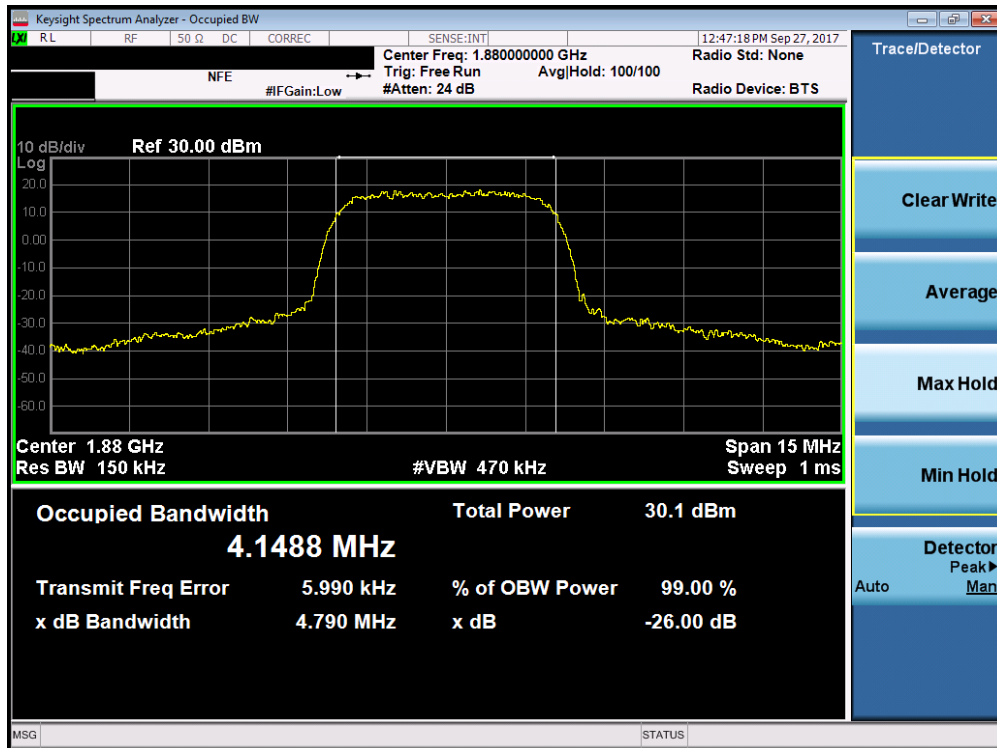 Keysight Spectrum Analyzer - Occupied BW
LXI RL RF 50 Ω DC CORREC SENSE:INT 12:47:18 PM Sep 27, 2017
Center Freq: 1.880000000 GHz Radio Std: None
NFE Trig: Free Run Avg|Hold: 100/100
#IFGain:Low #Atten: 24 dB Radio Device: BTS
10 dB/div Ref 30.00 dBm
Log
20.0
10.0
0.00
-10.0
-20.0
-30.0
-40.0
-50.0
-60.0
Center 1.88 GHz Span 15 MHz
Res BW 150 kHz #VBW 470 kHz Sweep 1 ms
Occupied Bandwidth Total Power 30.1 dBm
4.1488 MHz
Transmit Freq Error 5.990 kHz % of OBW Power 99.00 %
x dB Bandwidth 4.790 MHz x dB -26.00 dB
Trace/Detector
Clear Write
Average
Max Hold
Min Hold
Detector
Peak▶
Auto Man
MSG STATUS